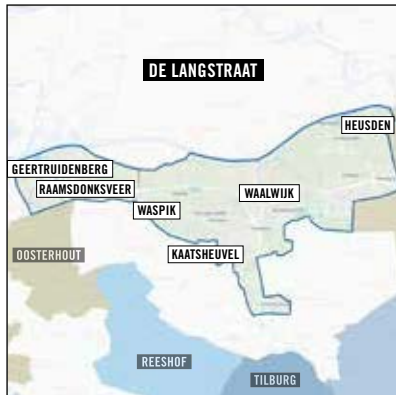 DE LANGSTRAAT
HEUSDEN
GEERTRUIDENBERG
RAAMSDONKSVEER
WAALWIJK
WASPIK
KAATSHEUVEL
OOSTERHOUT
REESHOF
TILBURG